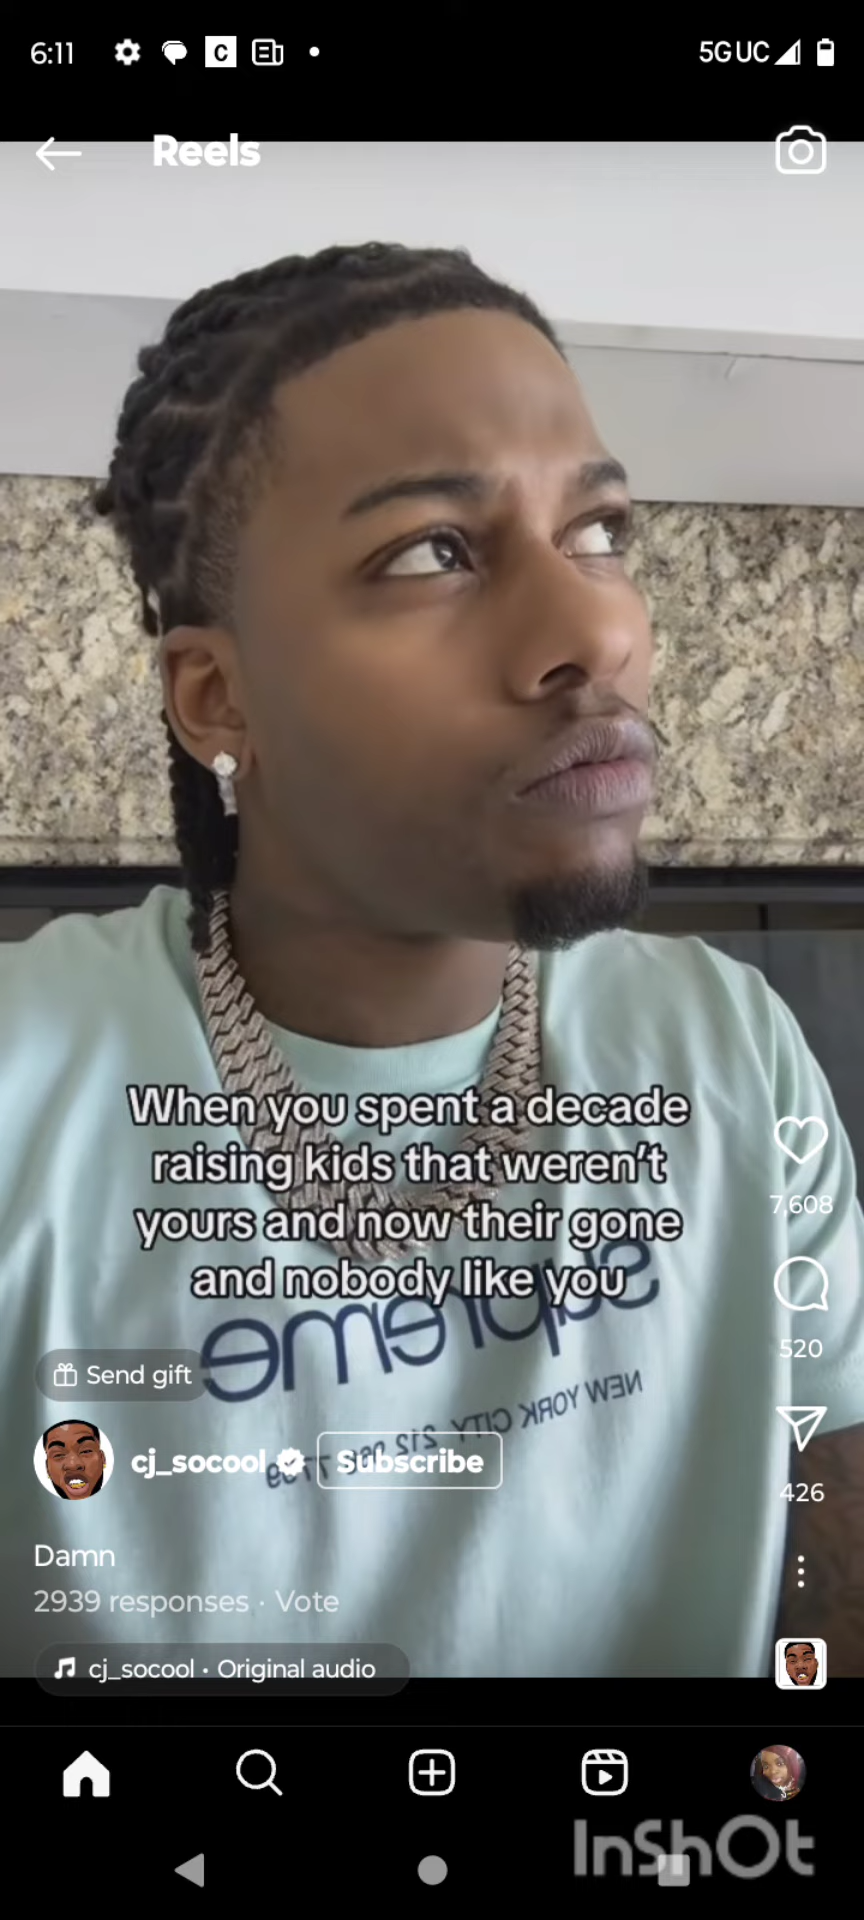 6:11
C
5G UC
Reels
When you spent a decade
raising kids that weren't
yours and now their gone
and nobody like you
Supreme
NEW YORK CITY 212
7,608
Send gift
520
cj_socool
Subscribe
426
Damn
2939 responses · Vote
cj_socool • Original audio
InShOt